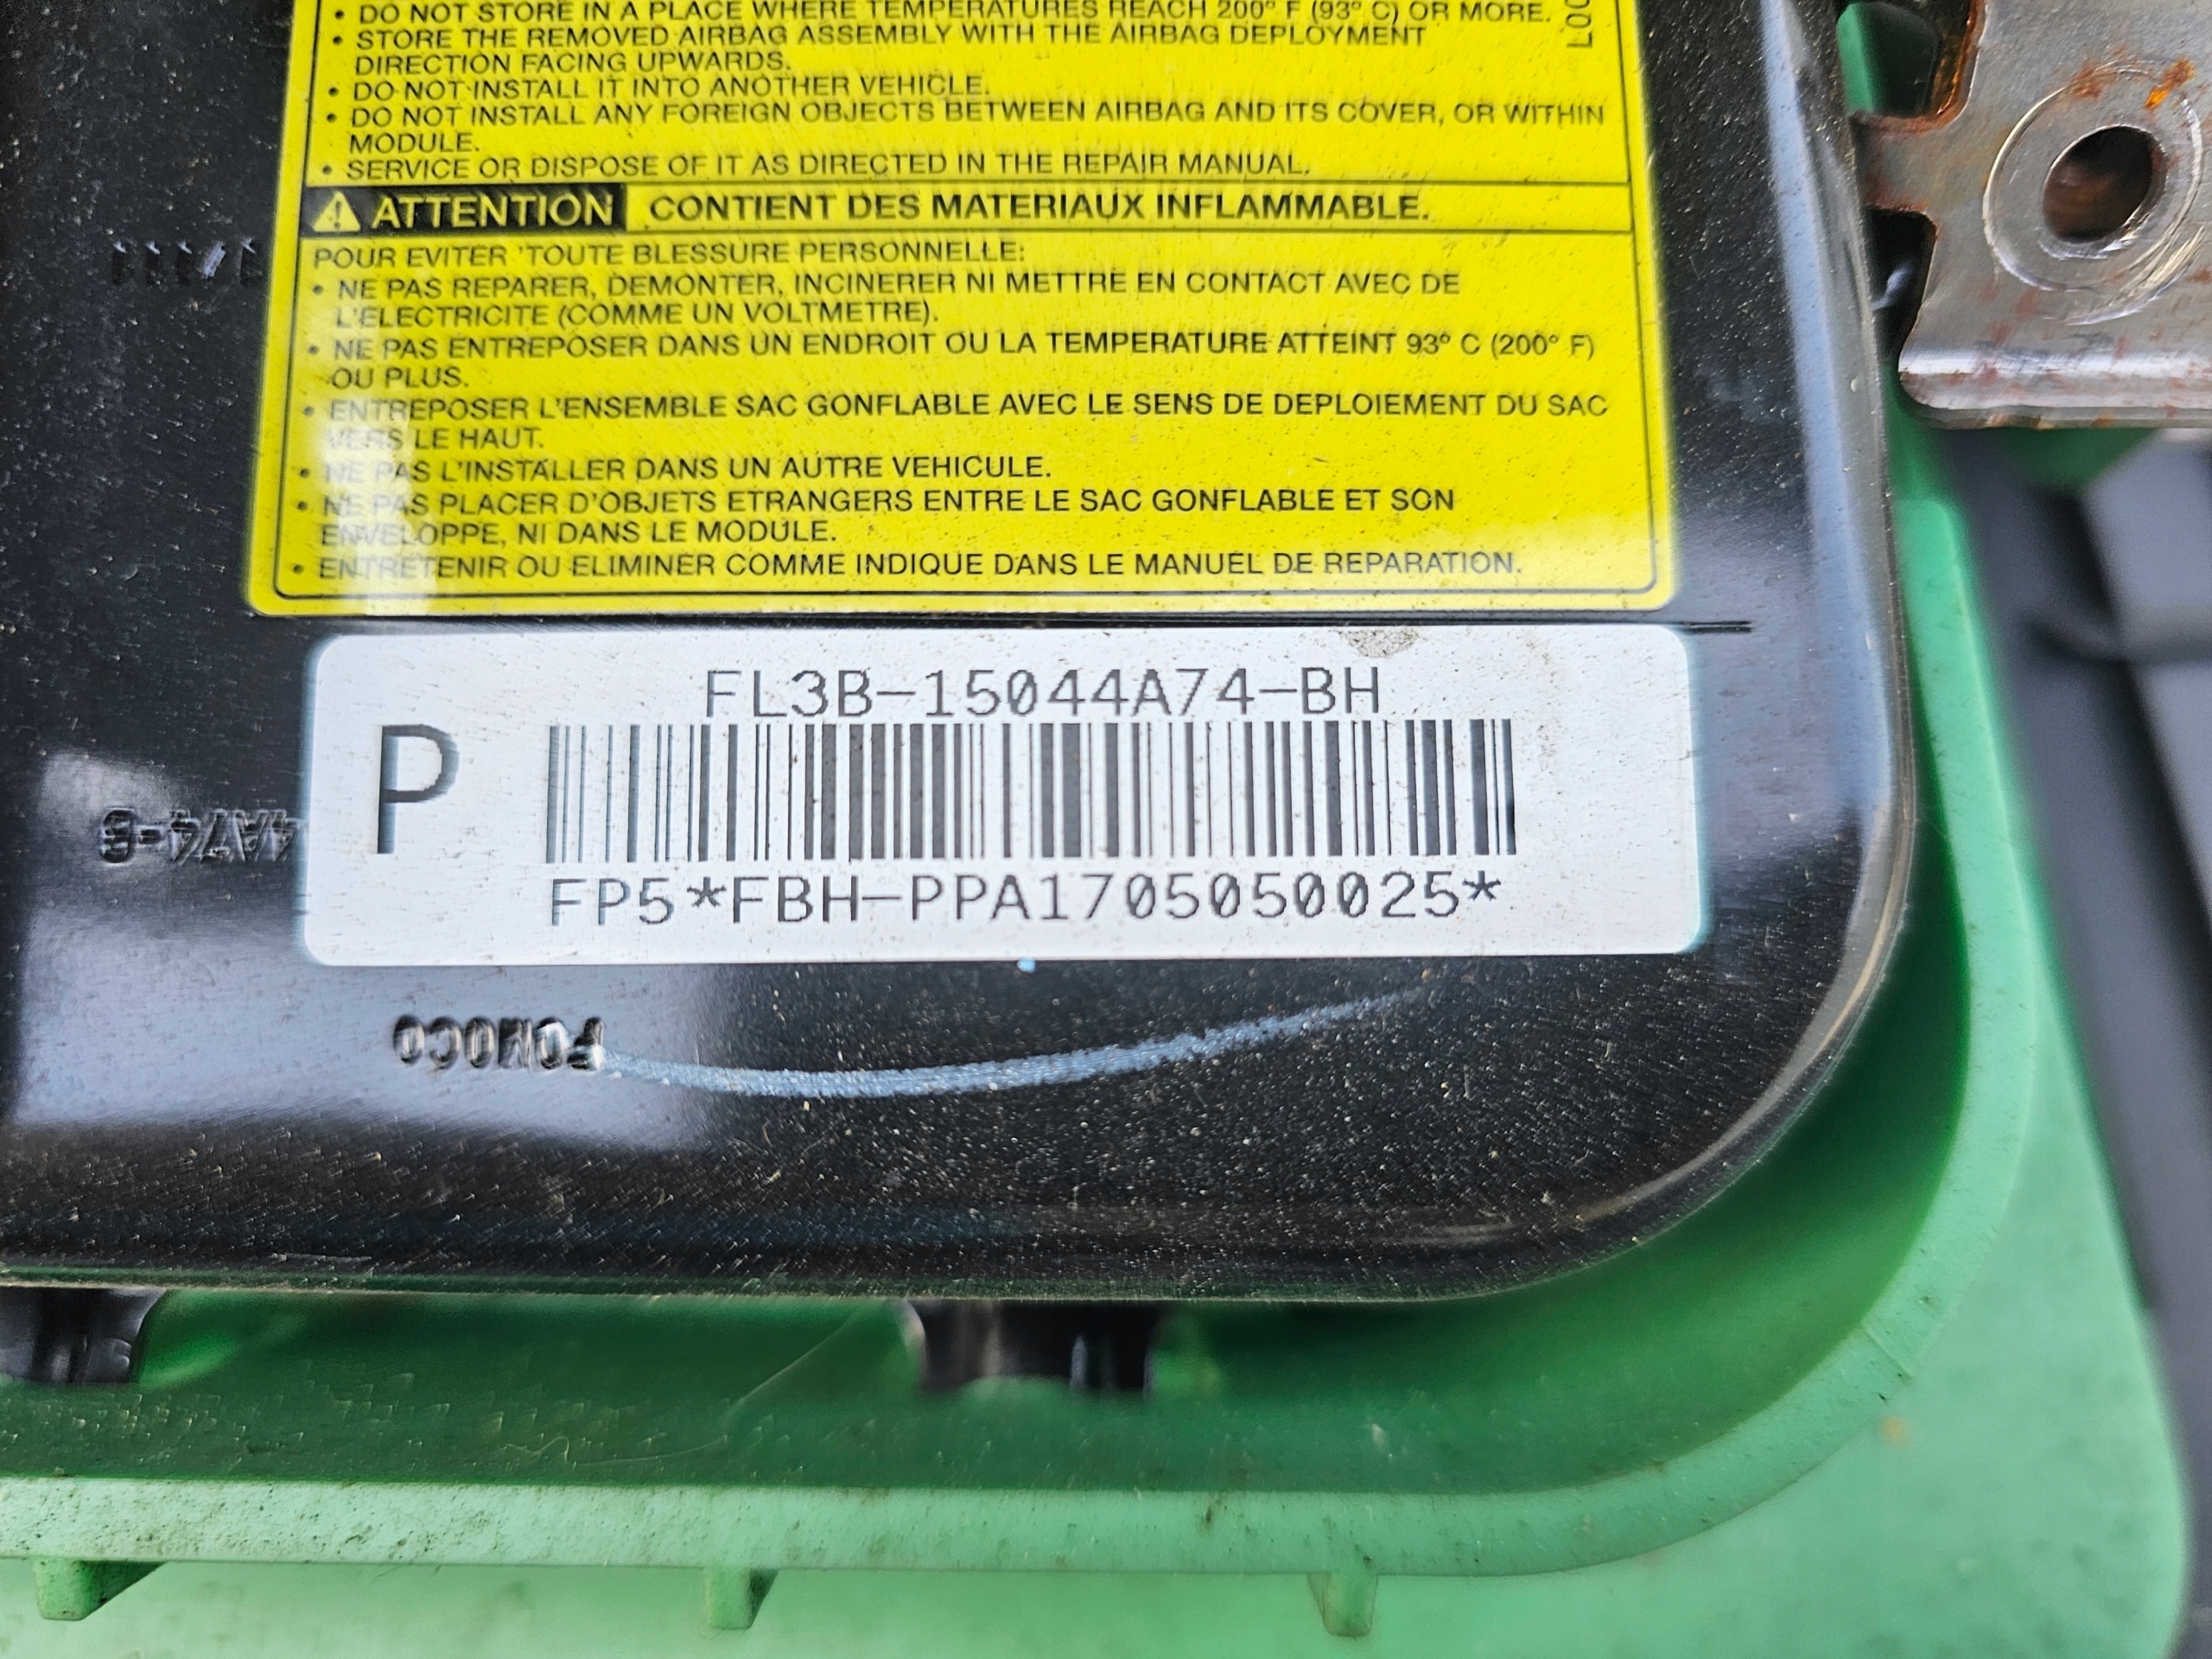 • DO NOT STORE IN A PLACE WHERE TEMPERATURES REACH 200° F (93° C) OR MORE.
• STORE THE REMOVED AIRBAG ASSEMBLY WITH THE AIRBAG DEPLOYMENT
DIRECTION FACING UPWARDS.
• DO NOT INSTALL IT INTO ANOTHER VEHICLE.
• DO NOT INSTALL ANY FOREIGN OBJECTS BETWEEN AIRBAG AND ITS COVER, OR WITHIN
MODULE.
• SERVICE OR DISPOSE OF IT AS DIRECTED IN THE REPAIR MANUAL.
ATTENTION CONTIENT DES MATERIAUX INFLAMMABLE.
POUR EVITER 'TOUTE BLESSURE PERSONNELLE:
• NE PAS REPARER, DEMONTER, INCINERER NI METTRE EN CONTACT AVEC DE
L'ELECTRICITE (COMME UN VOLTMETRE).
• NE PAS ENTREPOSER DANS UN ENDROIT OU LA TEMPERATURE ATTEINT 93° C (200° F)
OU PLUS.
• ENTREPOSER L'ENSEMBLE SAC GONFLABLE AVEC LE SENS DE DEPLOIEMENT DU SAC
VERS LE HAUT.
• NE PAS L'INSTALLER DANS UN AUTRE VEHICULE.
• NE PAS PLACER D'OBJETS ETRANGERS ENTRE LE SAC GONFLABLE ET SON
ENVELOPPE, NI DANS LE MODULE.
• ENTRETENIR OU ELIMINER COMME INDIQUE DANS LE MANUEL DE REPARATION.
FL3B-15044A74-BH
P
FP5*FBH-PPA1705050025*
4A74-B
FOMOCO